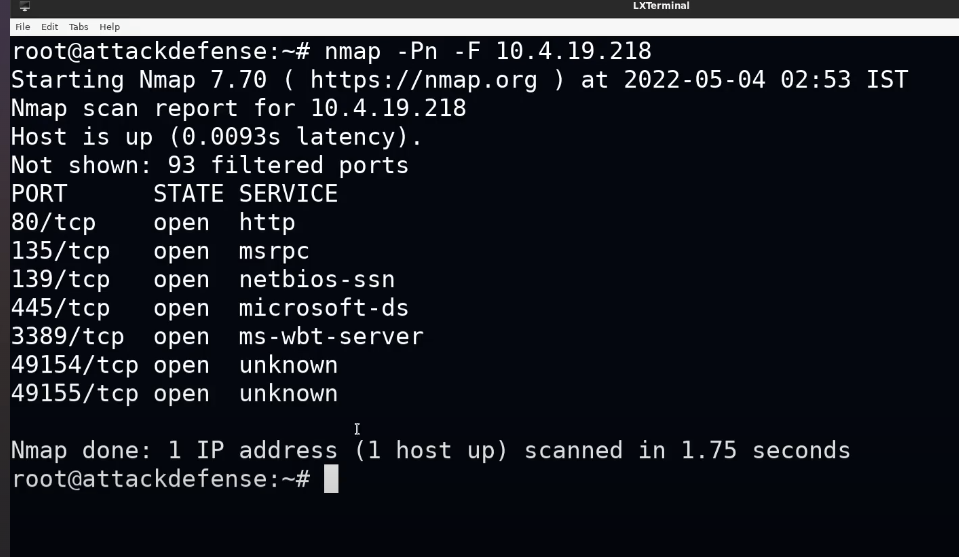 LXTerminal
File Edit Tabs Help
root@attackdefense:~# nmap -Pn -F 10.4.19.218
Starting Nmap 7.70 ( https://nmap.org ) at 2022-05-04 02:53 IST
Nmap scan report for 10.4.19.218
Host is up (0.0093s latency).
Not shown: 93 filtered ports
PORT      STATE SERVICE
80/tcp    open  http
135/tcp   open  msrpc
139/tcp   open  netbios-ssn
445/tcp   open  microsoft-ds
3389/tcp  open  ms-wbt-server
49154/tcp open  unknown
49155/tcp open  unknown
Nmap done: 1 IP address (1 host up) scanned in 1.75 seconds
root@attackdefense:~#